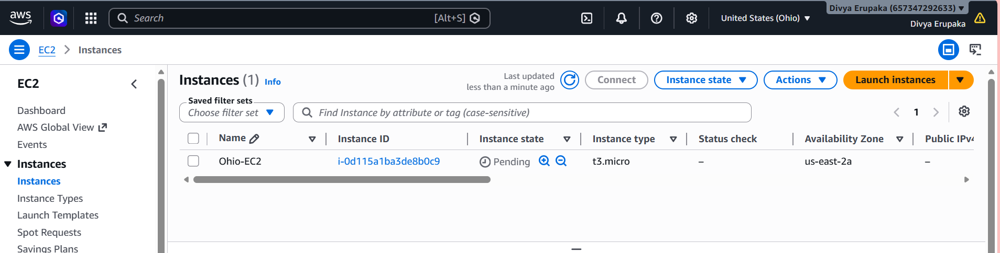 aws
Search
[Alt+S]
United States (Ohio)
Divya Erupaka (657347292633)
Divya Erupaka
EC2
Instances
EC2
Dashboard
AWS Global View
Events
Instances
Instances
Instance Types
Launch Templates
Spot Requests
Savings Plans
Instances (1) Info
Last updated
less than a minute ago
Connect
Instance state
Actions
Launch instances
Saved filter sets
Choose filter set
Find Instance by attribute or tag (case-sensitive)
1
Name Instance ID Instance state Instance type Status check Availability Zone Public IPv4
Ohio-EC2 i-0d115a1ba3de8b0c9 Pending t3.micro – us-east-2a –